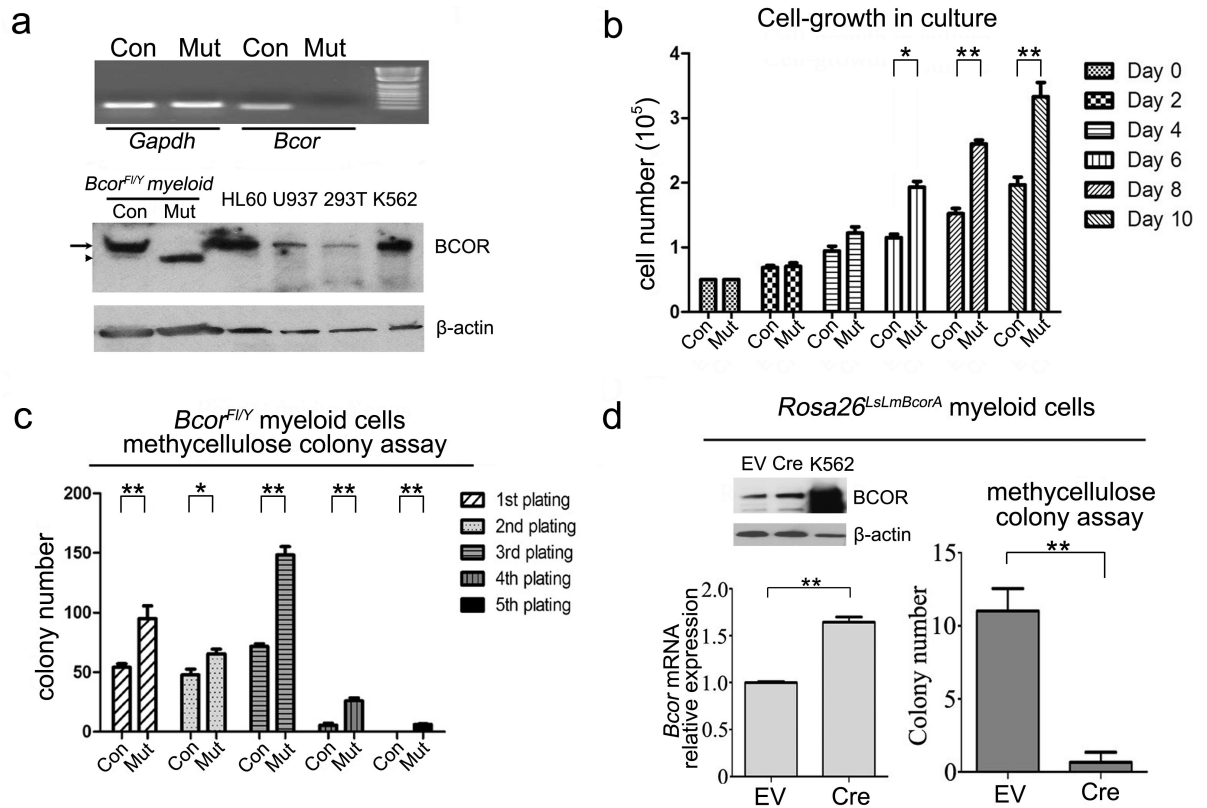 a
Con Mut Con Mut
Gapdh Bcor
BcorFl/Y myeloid
Con Mut HL60 U937 293T K562
BCOR
β-actin
b
Cell-growth in culture
cell number (10⁵)
4
3
2
1
0
* ** **
Con Mut Con Mut Con Mut Con Mut Con Mut Con Mut
Day 0
Day 2
Day 4
Day 6
Day 8
Day 10
c
BcorFl/Y myeloid cells
methycellulose colony assay
colony number
200
150
100
50
0
** * ** ** **
Con Mut Con Mut Con Mut Con Mut Con Mut
1st plating
2nd plating
3rd plating
4th plating
5th plating
d
Rosa26LsLmBcorA myeloid cells
EV Cre K562
BCOR
β-actin
Bcor mRNA
relative expression
2.0
1.5
1.0
0.5
0
**
EV Cre
methycellulose
colony assay
Colony number
15
10
5
0
**
EV Cre